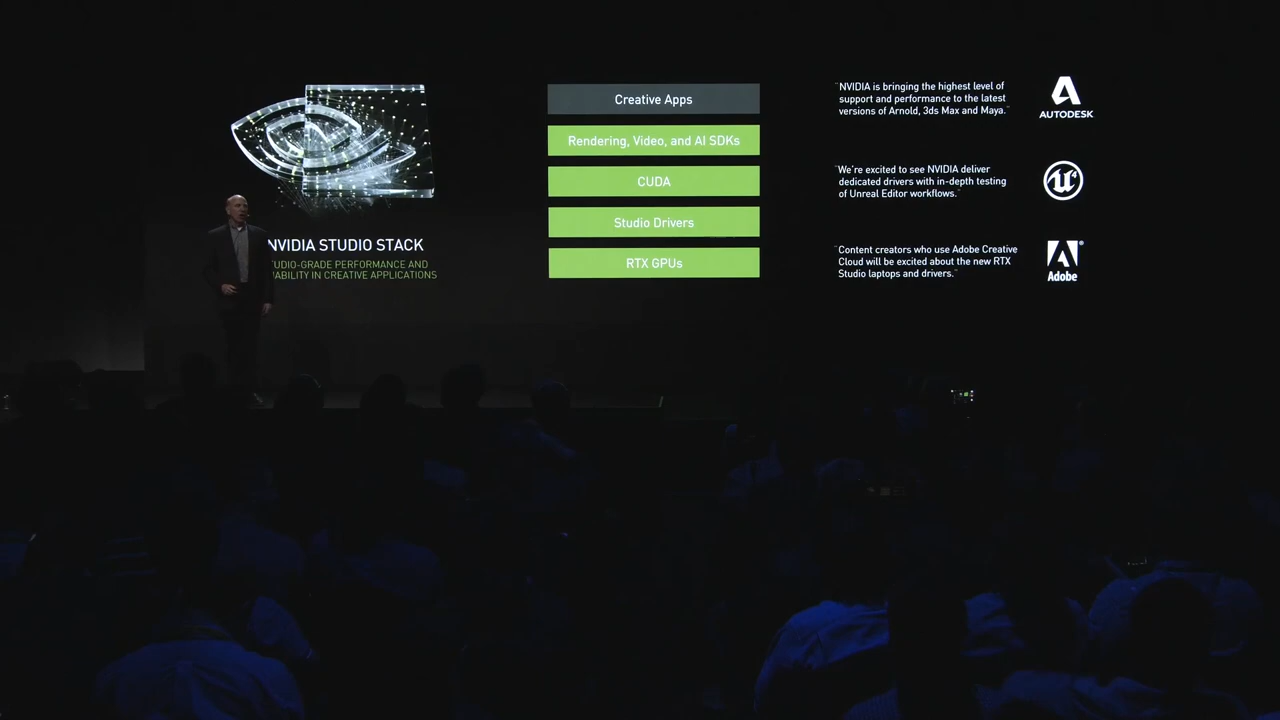 NVIDIA STUDIO STACK
STUDIO-GRADE PERFORMANCE AND
IN CREATIVE APPLICATIONS
Creative Apps
Rendering, Video, and AI SDKs
CUDA
Studio Drivers
RTX GPUs
"NVIDIA is bringing the highest level of
support and performance to the latest
versions of Arnold, 3ds Max and Maya."
AUTODESK
"We're excited to see NVIDIA deliver
dedicated drivers with in-depth testing
of Unreal Editor workflows."
"Content creators who use Adobe Creative
Cloud will be excited about the new RTX
Studio laptops and drivers."
Adobe